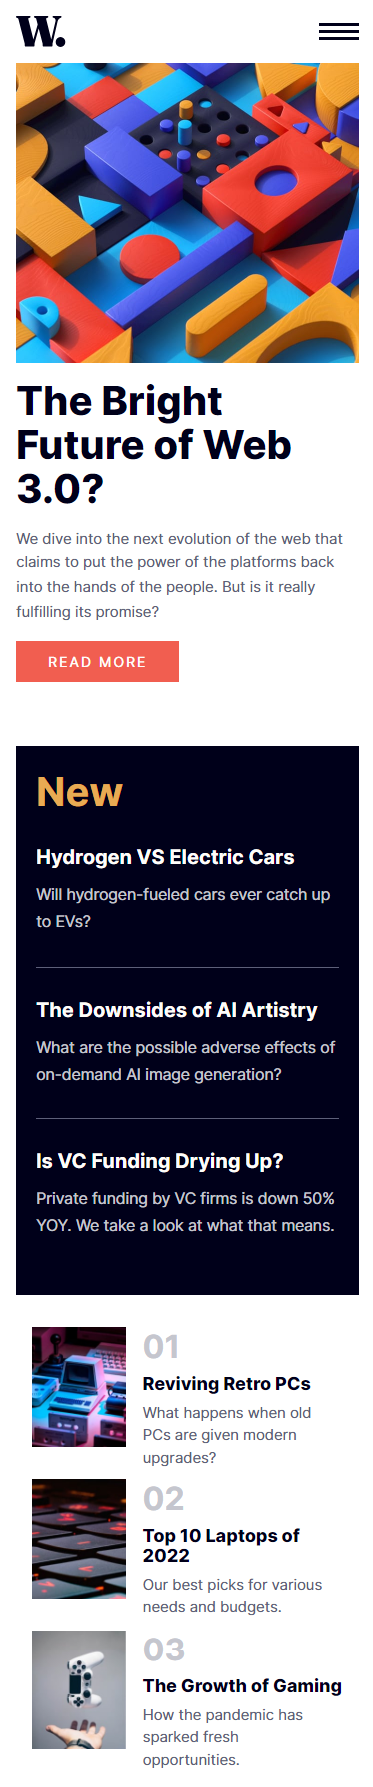 W.
The Bright
Future of Web
3.0?
We dive into the next evolution of the web that
claims to put the power of the platforms back
into the hands of the people. But is it really
fulfilling its promise?
READ MORE
New
Hydrogen VS Electric Cars
Will hydrogen-fueled cars ever catch up
to EVs?
The Downsides of AI Artistry
What are the possible adverse effects of
on-demand AI image generation?
Is VC Funding Drying Up?
Private funding by VC firms is down 50%
YOY. We take a look at what that means.
01
Reviving Retro PCs
What happens when old
PCs are given modern
upgrades?
02
Top 10 Laptops of
2022
Our best picks for various
needs and budgets.
03
The Growth of Gaming
How the pandemic has
sparked fresh
opportunities.